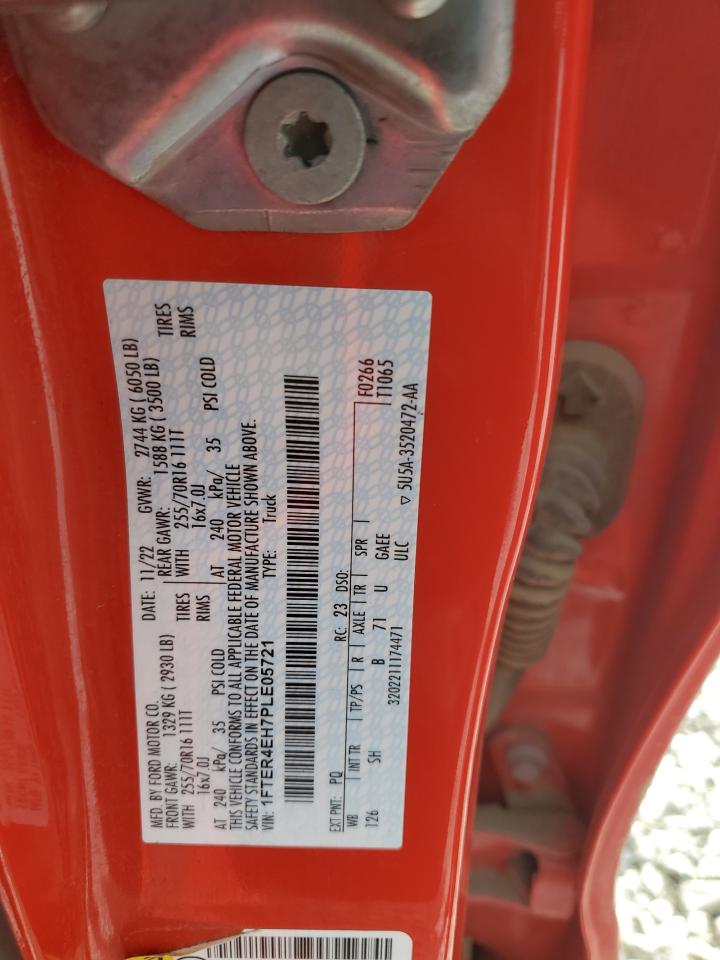 MFD. BY FORD MOTOR CO.
DATE: 11/22 GVWR: 2744 KG ( 6050 LB)
FRONT GAWR: 1329 KG ( 2930 LB)
REAR GAWR: 1588 KG ( 3500 LB)
WITH 255/70R16 111T TIRES
WITH 255/70R16 111T TIRES
16x7.0J RIMS
16x7.0J RIMS
AT 240 kPa/ 35 PSI COLD
AT 240 kPa/ 35 PSI COLD
THIS VEHICLE CONFORMS TO ALL APPLICABLE FEDERAL MOTOR VEHICLE
SAFETY STANDARDS IN EFFECT ON THE DATE OF MANUFACTURE SHOWN ABOVE.
VIN: 1FTER4EH7PLE05721 TYPE: Truck
EXT PNT: PQ RC: 23 DSO: F0266
WB INT TR TP/PS R AXLE TR SPR T1065
126 SH B 71 U GAEE
3202211174471 ULC ▽ 5U5A-3520472-AA